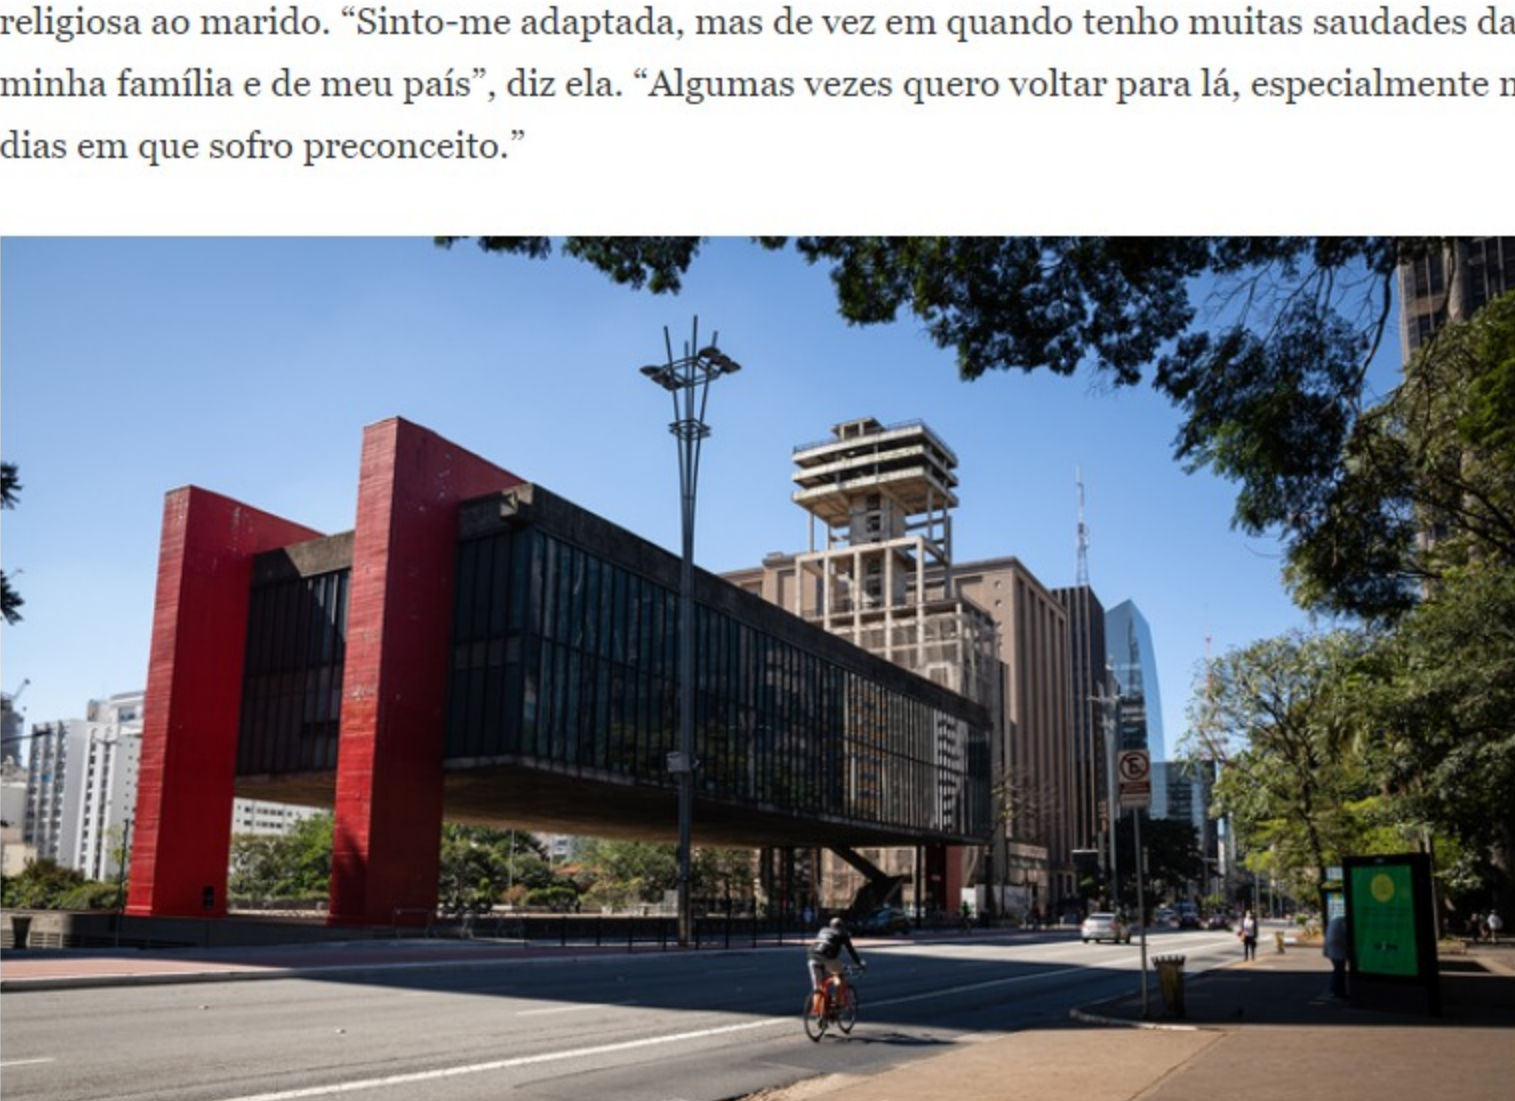 religiosa ao marido. “Sinto-me adaptada, mas de vez em quando tenho muitas saudades da
minha família e de meu país”, diz ela. “Algumas vezes quero voltar para lá, especialmente n
dias em que sofro preconceito.”